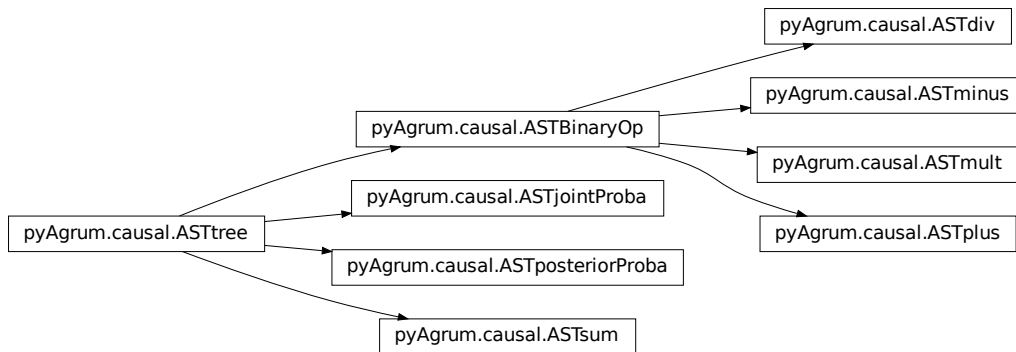 pyAgrum.causal.ASTdiv
pyAgrum.causal.ASTminus
pyAgrum.causal.ASTBinaryOp
pyAgrum.causal.ASTmult
pyAgrum.causal.ASTjointProba
pyAgrum.causal.ASTtree
pyAgrum.causal.ASTplus
pyAgrum.causal.ASTposteriorProba
pyAgrum.causal.ASTsum